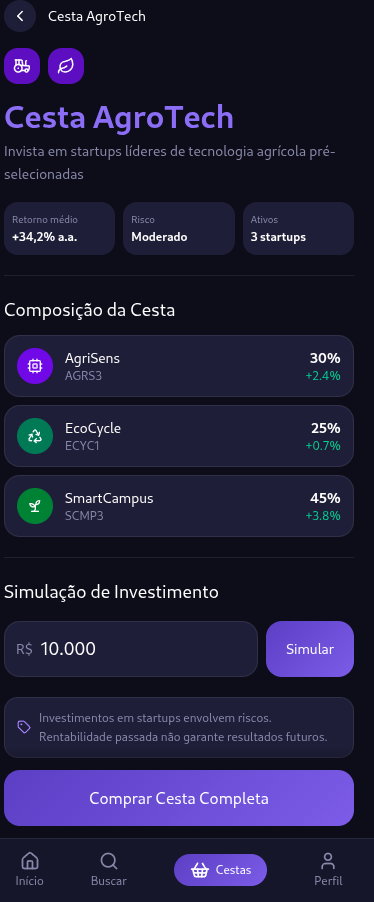 Cesta AgroTech
Cesta AgroTech
Invista em startups líderes de tecnologia agrícola pré-
selecionadas
Retorno médio
+34,2% a.a.
Risco
Moderado
Ativos
3 startups
Composição da Cesta
AgriSens
AGRS3
30%
+2.4%
EcoCycle
ECYC1
25%
+0.7%
SmartCampus
SCMP3
45%
+3.8%
Simulação de Investimento
R$ 10.000
Simular
Investimentos em startups envolvem riscos.
Rentabilidade passada não garante resultados futuros.
Comprar Cesta Completa
Início
Buscar
Cestas
Perfil